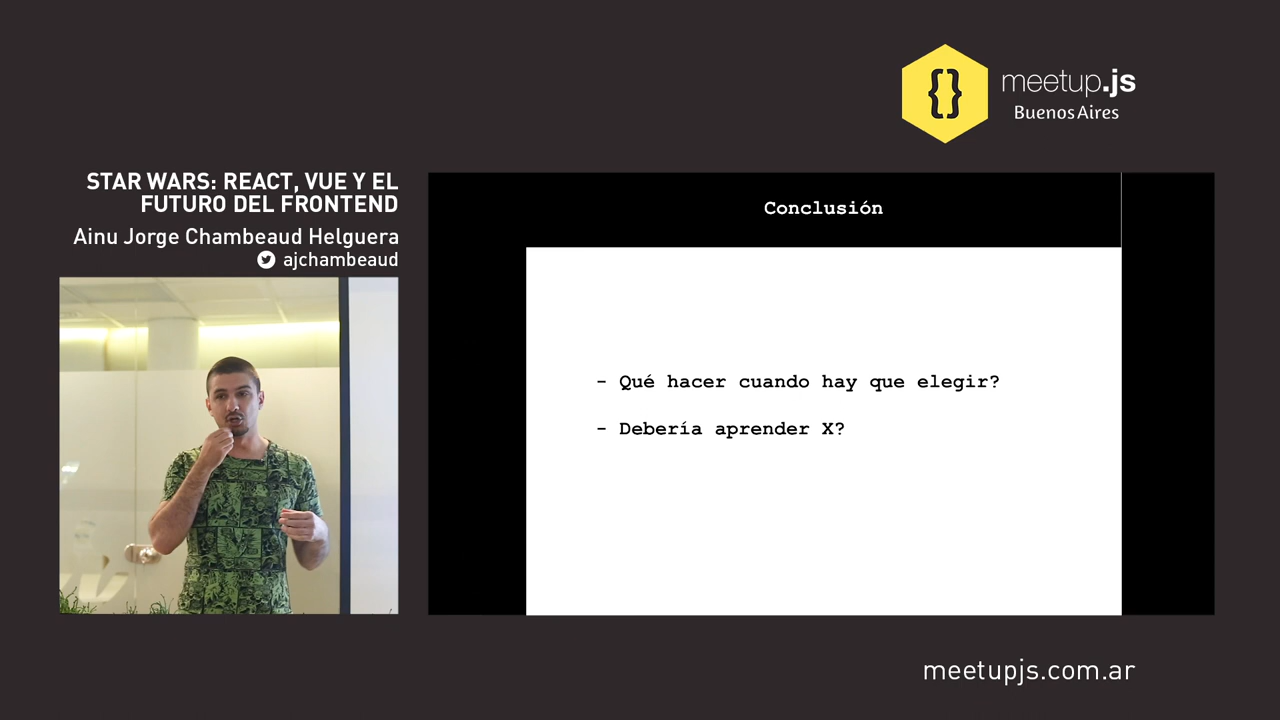 {}
meetup.js
Buenos Aires
STAR WARS: REACT, VUE Y EL
FUTURO DEL FRONTEND
Ainu Jorge Chambeaud Helguera
ajchambeaud
Conclusión
- Qué hacer cuando hay que elegir?
- Debería aprender X?
meetupjs.com.ar